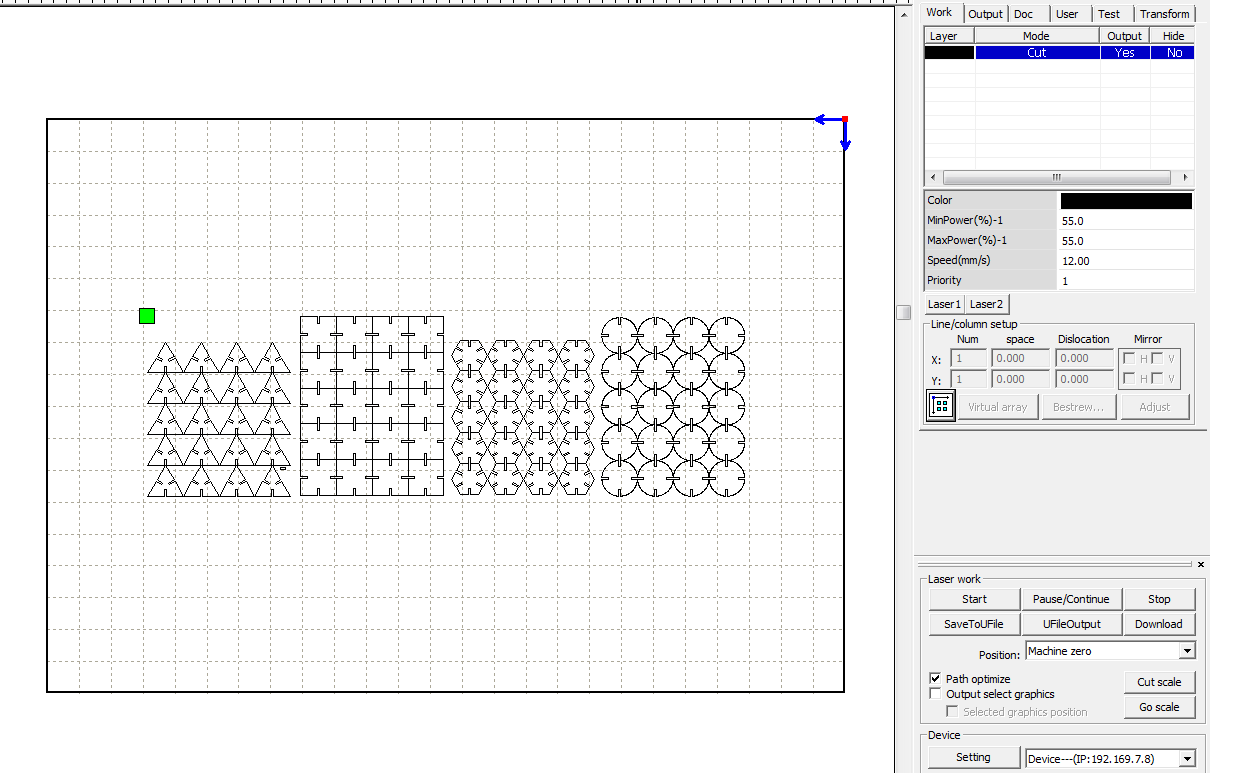 Work Output Doc User Test Transform
Layer Mode Output Hide
Cut Yes No
Color
MinPower(%)-1 55.0
MaxPower(%)-1 55.0
Speed(mm/s) 12.00
Priority 1
Laser1 Laser2
Line/column setup
Num space Dislocation Mirror
X: 1 0.000 0.000 H V
Y: 1 0.000 0.000 H V
Virtual array Bestrew... Adjust
Laser work
Start Pause/Continue Stop
SaveToUFile UFileOutput Download
Position: Machine zero
Path optimize
Cut scale
Output select graphics
Go scale
Selected graphics position
Device
Setting Device---(IP:192.169.7.8)